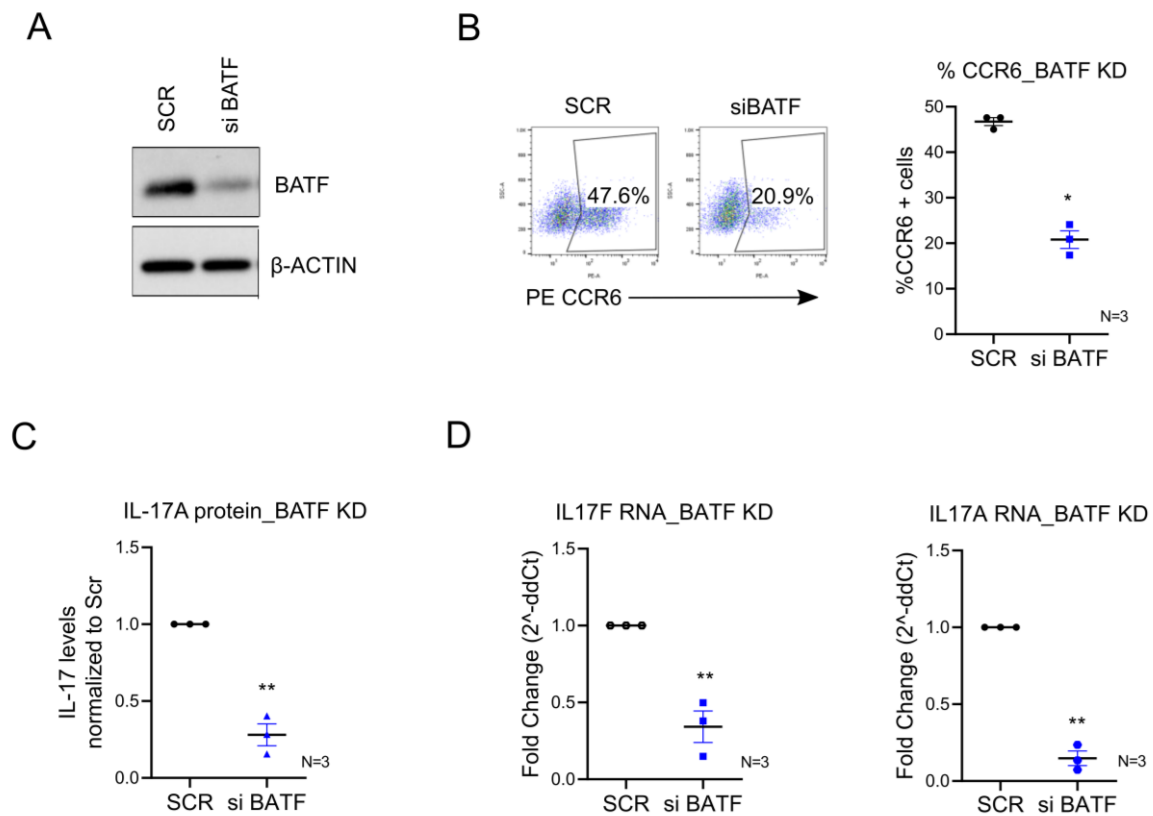 A
SCR
si BATF
BATF
β-ACTIN
B
SCR
siBATF
47.6%
20.9%
SSC-A
SSC-A
PE-A
PE-A
PE CCR6
% CCR6_BATF KD
%CCR6 + cells
50
40
30
20
10
0
*
N=3
SCR
si BATF
C
IL-17A protein_BATF KD
IL-17 levels
normalized to Scr
1.5
1.0
0.5
0.0
**
N=3
SCR
si BATF
D
IL17F RNA_BATF KD
Fold Change (2^-ddCt)
1.5
1.0
0.5
0.0
**
N=3
SCR
si BATF
IL17A RNA_BATF KD
Fold Change (2^-ddCt)
1.5
1.0
0.5
0.0
**
N=3
SCR
si BATF